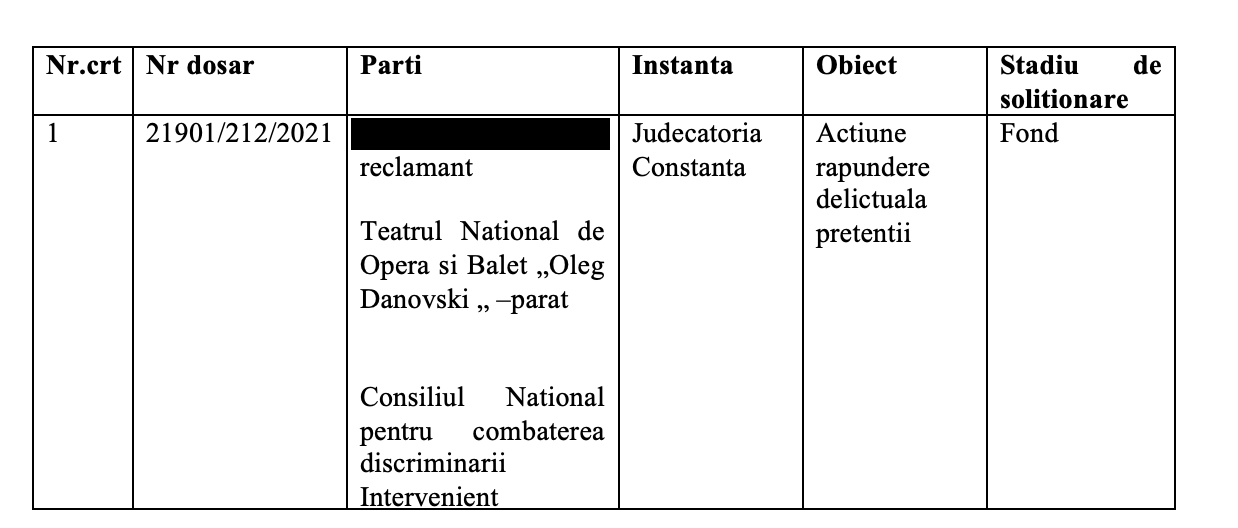 Nr.crt
Nr dosar
Parti
Instanta
Obiect
Stadiu de
solitionare
1
21901/212/2021
reclamant
Teatrul National de
Opera si Balet „Oleg
Danovski „ –parat
Consiliul National
pentru combaterea
discriminarii
Intervenient
Judecatoria
Constanta
Actiune
rapundere
delictuala
pretentii
Fond